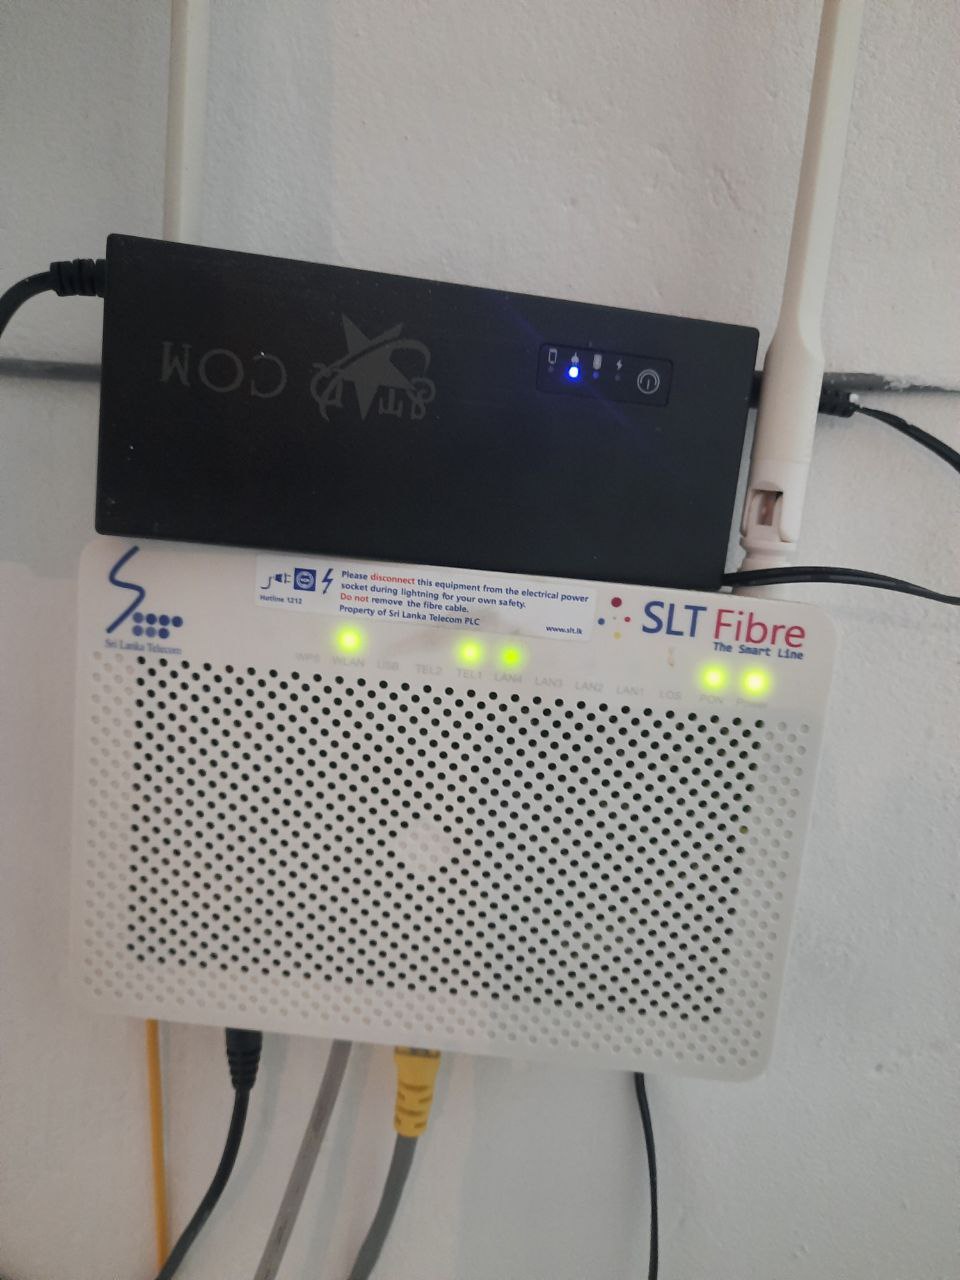 STAR COM
Please disconnect this equipment from the electrical power
socket during lightning for your own safety.
Do not remove the fibre cable.
Property of Sri Lanka Telecom PLC
Hotline 1212
www.slt.lk
Sri Lanka Telecom
SLT Fibre
The Smart Line
WPS WLAN USB TEL2 TEL1 LAN4 LAN3 LAN2 LAN1 LOS PON